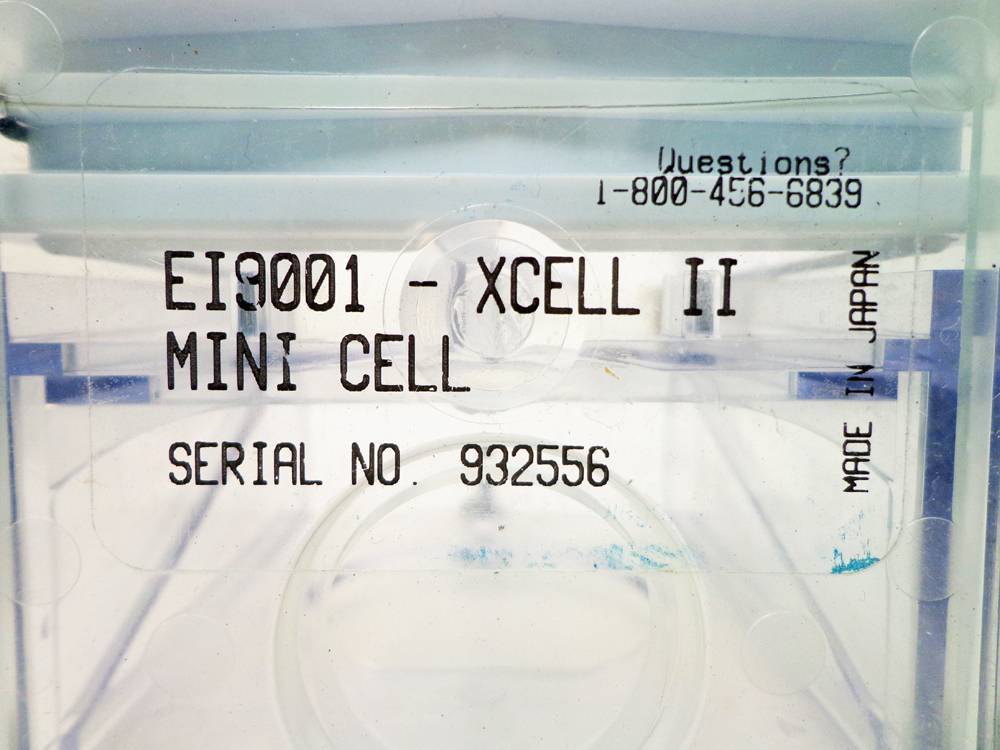 Questions?
1-800-456-6839
EI9001 - XCELL II
MINI CELL
SERIAL NO. 932556
MADE IN JAPAN